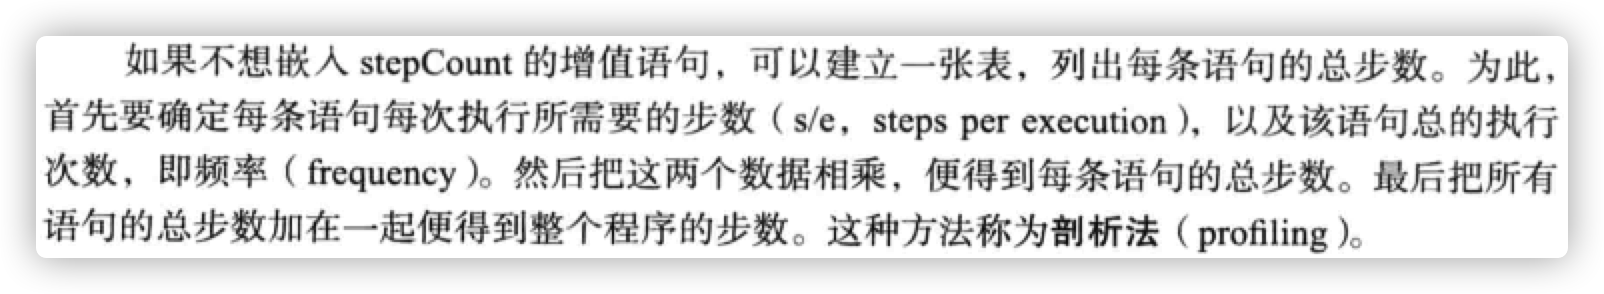 如果不想嵌入 stepCount 的增值语句，可以建立一张表，列出每条语句的总步数。为此，
首先要确定每条语句每次执行所需要的步数（s/e，steps per execution），以及该语句总的执行
次数，即频率（frequency）。然后把这两个数据相乘，便得到每条语句的总步数。最后把所有
语句的总步数加在一起便得到整个程序的步数。这种方法称为剖析法（profiling）。